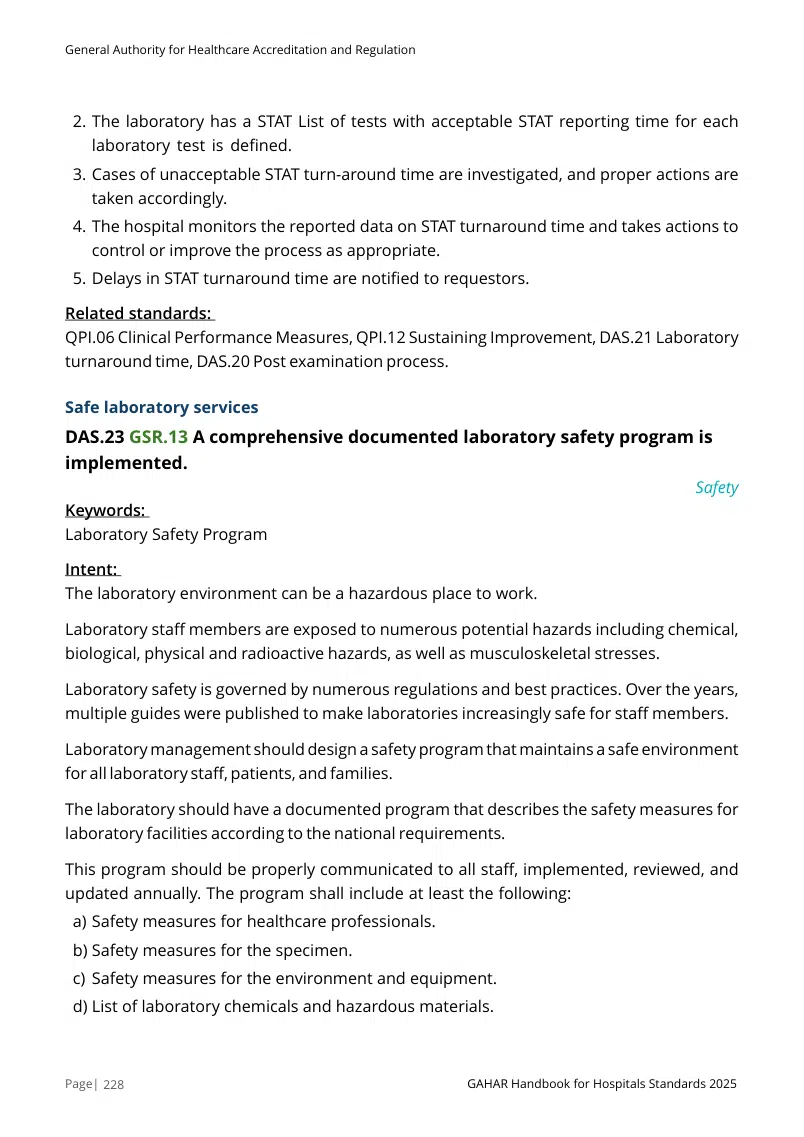 General Authority for Healthcare Accreditation and Regulation
2. The laboratory has a STAT List of tests with acceptable STAT reporting time for each
laboratory test is defined.
3. Cases of unacceptable STAT turn-around time are investigated, and proper actions are
taken accordingly.
4. The hospital monitors the reported data on STAT turnaround time and takes actions to
control or improve the process as appropriate.
5. Delays in STAT turnaround time are notified to requestors.
Related standards:
QPI.06 Clinical Performance Measures, QPI.12 Sustaining Improvement, DAS.21 Laboratory
turnaround time, DAS.20 Post examination process.
Safe laboratory services
DAS.23 GSR.13 A comprehensive documented laboratory safety program is
implemented.
Safety
Keywords:
Laboratory Safety Program
Intent:
The laboratory environment can be a hazardous place to work.
Laboratory staff members are exposed to numerous potential hazards including chemical,
biological, physical and radioactive hazards, as well as musculoskeletal stresses.
Laboratory safety is governed by numerous regulations and best practices. Over the years,
multiple guides were published to make laboratories increasingly safe for staff members.
Laboratory management should design a safety program that maintains a safe environment
for all laboratory staff, patients, and families.
The laboratory should have a documented program that describes the safety measures for
laboratory facilities according to the national requirements.
This program should be properly communicated to all staff, implemented, reviewed, and
updated annually. The program shall include at least the following:
a) Safety measures for healthcare professionals.
b) Safety measures for the specimen.
c) Safety measures for the environment and equipment.
d) List of laboratory chemicals and hazardous materials.
Page| 228 GAHAR Handbook for Hospitals Standards 2025